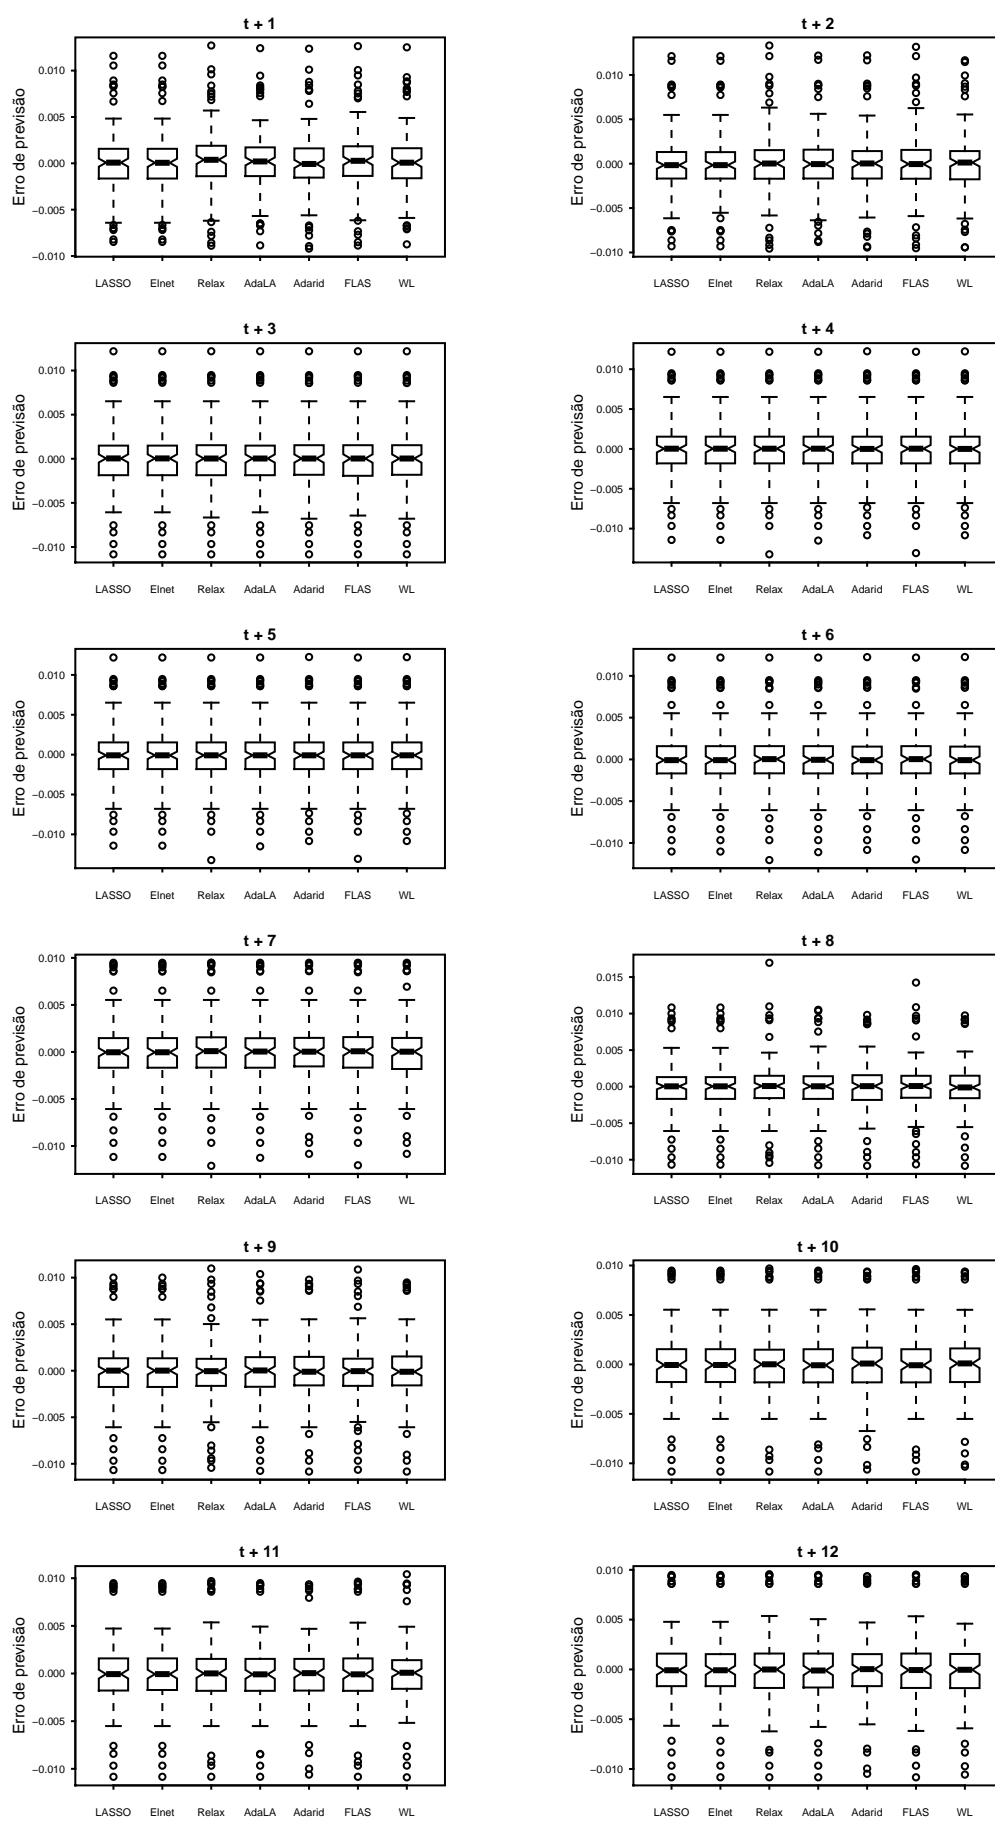 t + 1
Erro de previsão
0.010
0.005
0.000
−0.005
−0.010
LASSO Elnet Relax AdaLA Adarid FLAS WL
t + 2
Erro de previsão
0.010
0.005
0.000
−0.005
−0.010
LASSO Elnet Relax AdaLA Adarid FLAS WL
t + 3
Erro de previsão
0.010
0.005
0.000
−0.005
−0.010
LASSO Elnet Relax AdaLA Adarid FLAS WL
t + 4
Erro de previsão
0.010
0.005
0.000
−0.005
−0.010
LASSO Elnet Relax AdaLA Adarid FLAS WL
t + 5
Erro de previsão
0.010
0.005
0.000
−0.005
−0.010
LASSO Elnet Relax AdaLA Adarid FLAS WL
t + 6
Erro de previsão
0.010
0.005
0.000
−0.005
−0.010
LASSO Elnet Relax AdaLA Adarid FLAS WL
t + 7
Erro de previsão
0.010
0.005
0.000
−0.005
−0.010
LASSO Elnet Relax AdaLA Adarid FLAS WL
t + 8
Erro de previsão
0.015
0.010
0.005
0.000
−0.005
−0.010
LASSO Elnet Relax AdaLA Adarid FLAS WL
t + 9
Erro de previsão
0.010
0.005
0.000
−0.005
−0.010
LASSO Elnet Relax AdaLA Adarid FLAS WL
t + 10
Erro de previsão
0.010
0.005
0.000
−0.005
−0.010
LASSO Elnet Relax AdaLA Adarid FLAS WL
t + 11
Erro de previsão
0.010
0.005
0.000
−0.005
−0.010
LASSO Elnet Relax AdaLA Adarid FLAS WL
t + 12
Erro de previsão
0.010
0.005
0.000
−0.005
−0.010
LASSO Elnet Relax AdaLA Adarid FLAS WL